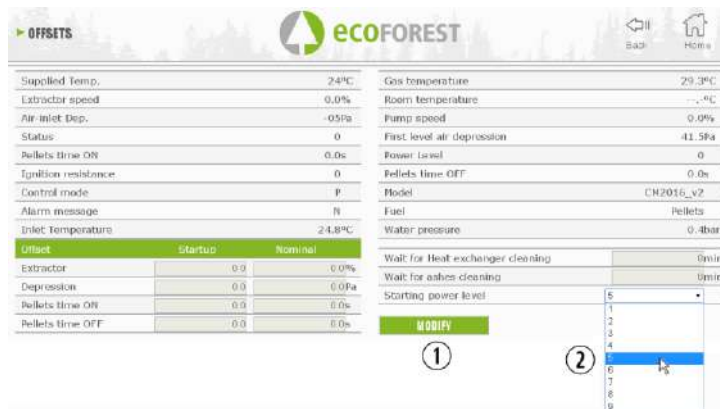 ► OFFSETS
ecoFOREST
Back
Home
Supplied Temp. 24ºC
Extractor speed 0.0%
Air-inlet Dep. -05Pa
Status 0
Pellets time ON 0.0s
Ignition resistance 0
Control mode P
Alarm message N
Inlet Temperature 24.8ºC
Gas temperature 29.3ºC
Room temperature --.-ºC
Pump speed 0.0%
First level air depression 41.5Pa
Power Level 0
Pellets time OFF 0.0s
Model CH2016_v2
Fuel Pellets
Water pressure 0.4bar
Offset Startup Nominal
Extractor 0.0 0.0%
Depression 0.0 0.0Pa
Pellets time ON 0.0 0.0s
Pellets time OFF 0.0 0.0s
Wait for Heat exchanger cleaning 0min
Wait for ashes cleaning 0min
Starting power level 5
MODIFY
1
2
1
2
3
4
5
6
7
8
9